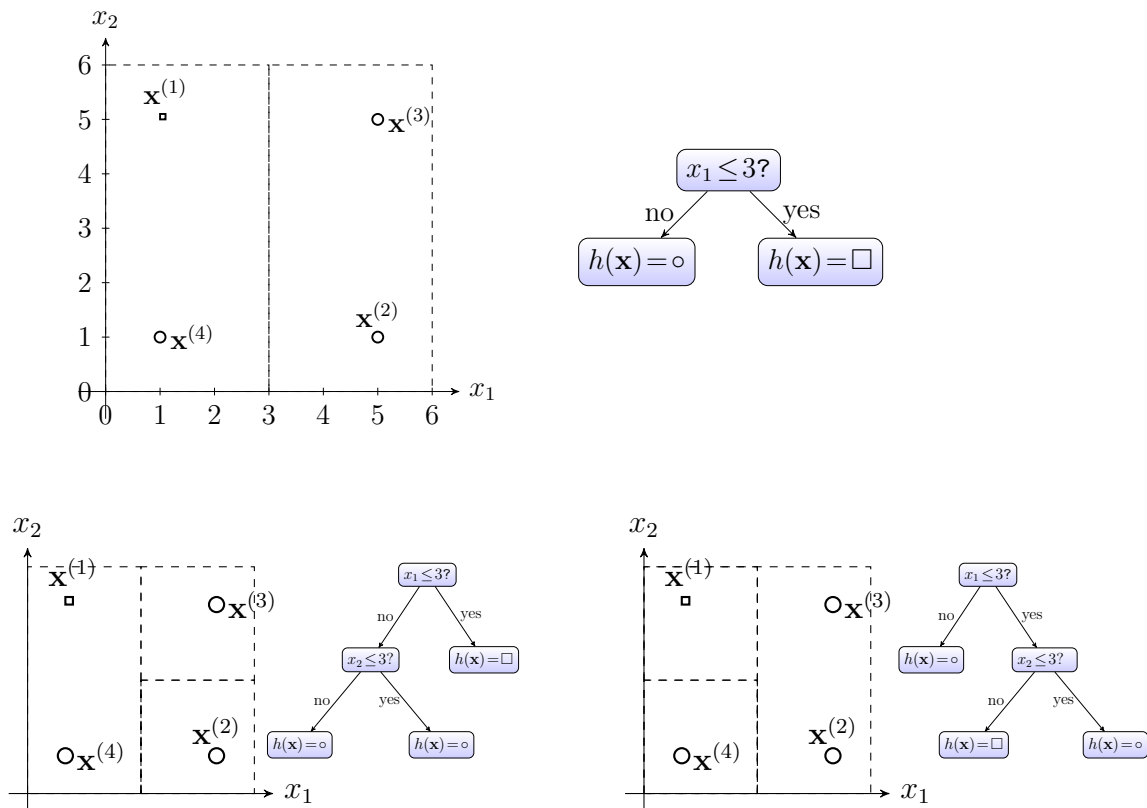 x₂
6
x⁽¹⁾
5
x⁽³⁾
4
x₁ ≤ 3?
3
no
yes
h(x) = ○
h(x) = □
2
x⁽²⁾
1
x⁽⁴⁾
0
x₁
0 1 2 3 4 5 6
x₂
x⁽¹⁾
x⁽³⁾
x⁽²⁾
x⁽⁴⁾
x₁
x₁ ≤ 3?
no
yes
x₂ ≤ 3?
h(x) = □
no
yes
h(x) = ○
h(x) = ○
x₂
x⁽¹⁾
x⁽³⁾
x⁽²⁾
x⁽⁴⁾
x₁
x₁ ≤ 3?
no
yes
h(x) = ○
x₂ ≤ 3?
no
yes
h(x) = □
h(x) = ○